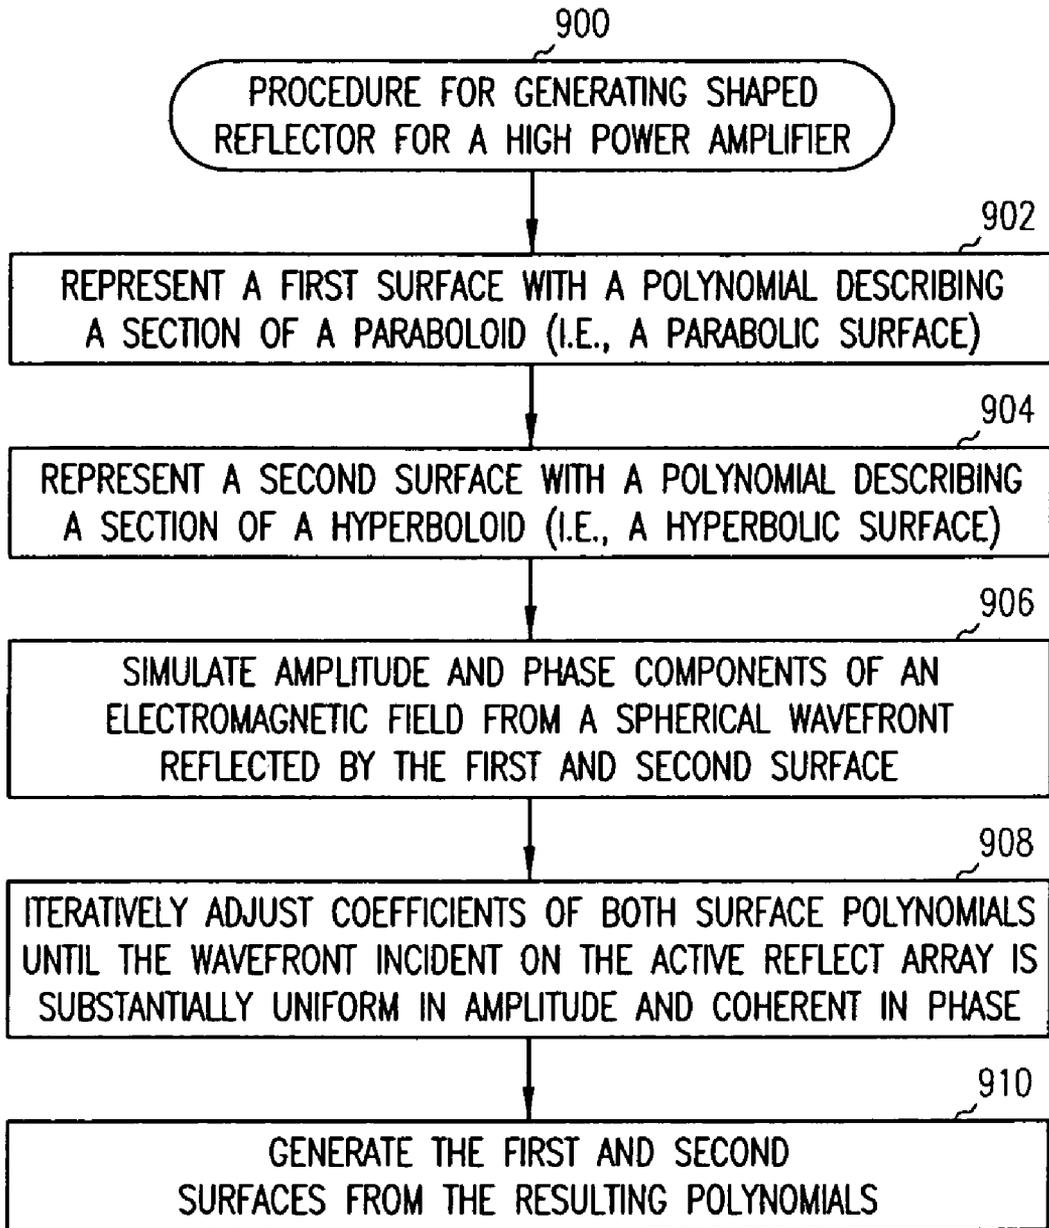 900
PROCEDURE FOR GENERATING SHAPED
REFLECTOR FOR A HIGH POWER AMPLIFIER
902
REPRESENT A FIRST SURFACE WITH A POLYNOMIAL DESCRIBING
A SECTION OF A PARABOLOID (I.E., A PARABOLIC SURFACE)
904
REPRESENT A SECOND SURFACE WITH A POLYNOMIAL DESCRIBING
A SECTION OF A HYPERBOLOID (I.E., A HYPERBOLIC SURFACE)
906
SIMULATE AMPLITUDE AND PHASE COMPONENTS OF AN
ELECTROMAGNETIC FIELD FROM A SPHERICAL WAVEFRONT
REFLECTED BY THE FIRST AND SECOND SURFACE
908
ITERATIVELY ADJUST COEFFICIENTS OF BOTH SURFACE POLYNOMIALS
UNTIL THE WAVEFRONT INCIDENT ON THE ACTIVE REFLECT ARRAY IS
SUBSTANTIALLY UNIFORM IN AMPLITUDE AND COHERENT IN PHASE
910
GENERATE THE FIRST AND SECOND
SURFACES FROM THE RESULTING POLYNOMIALS